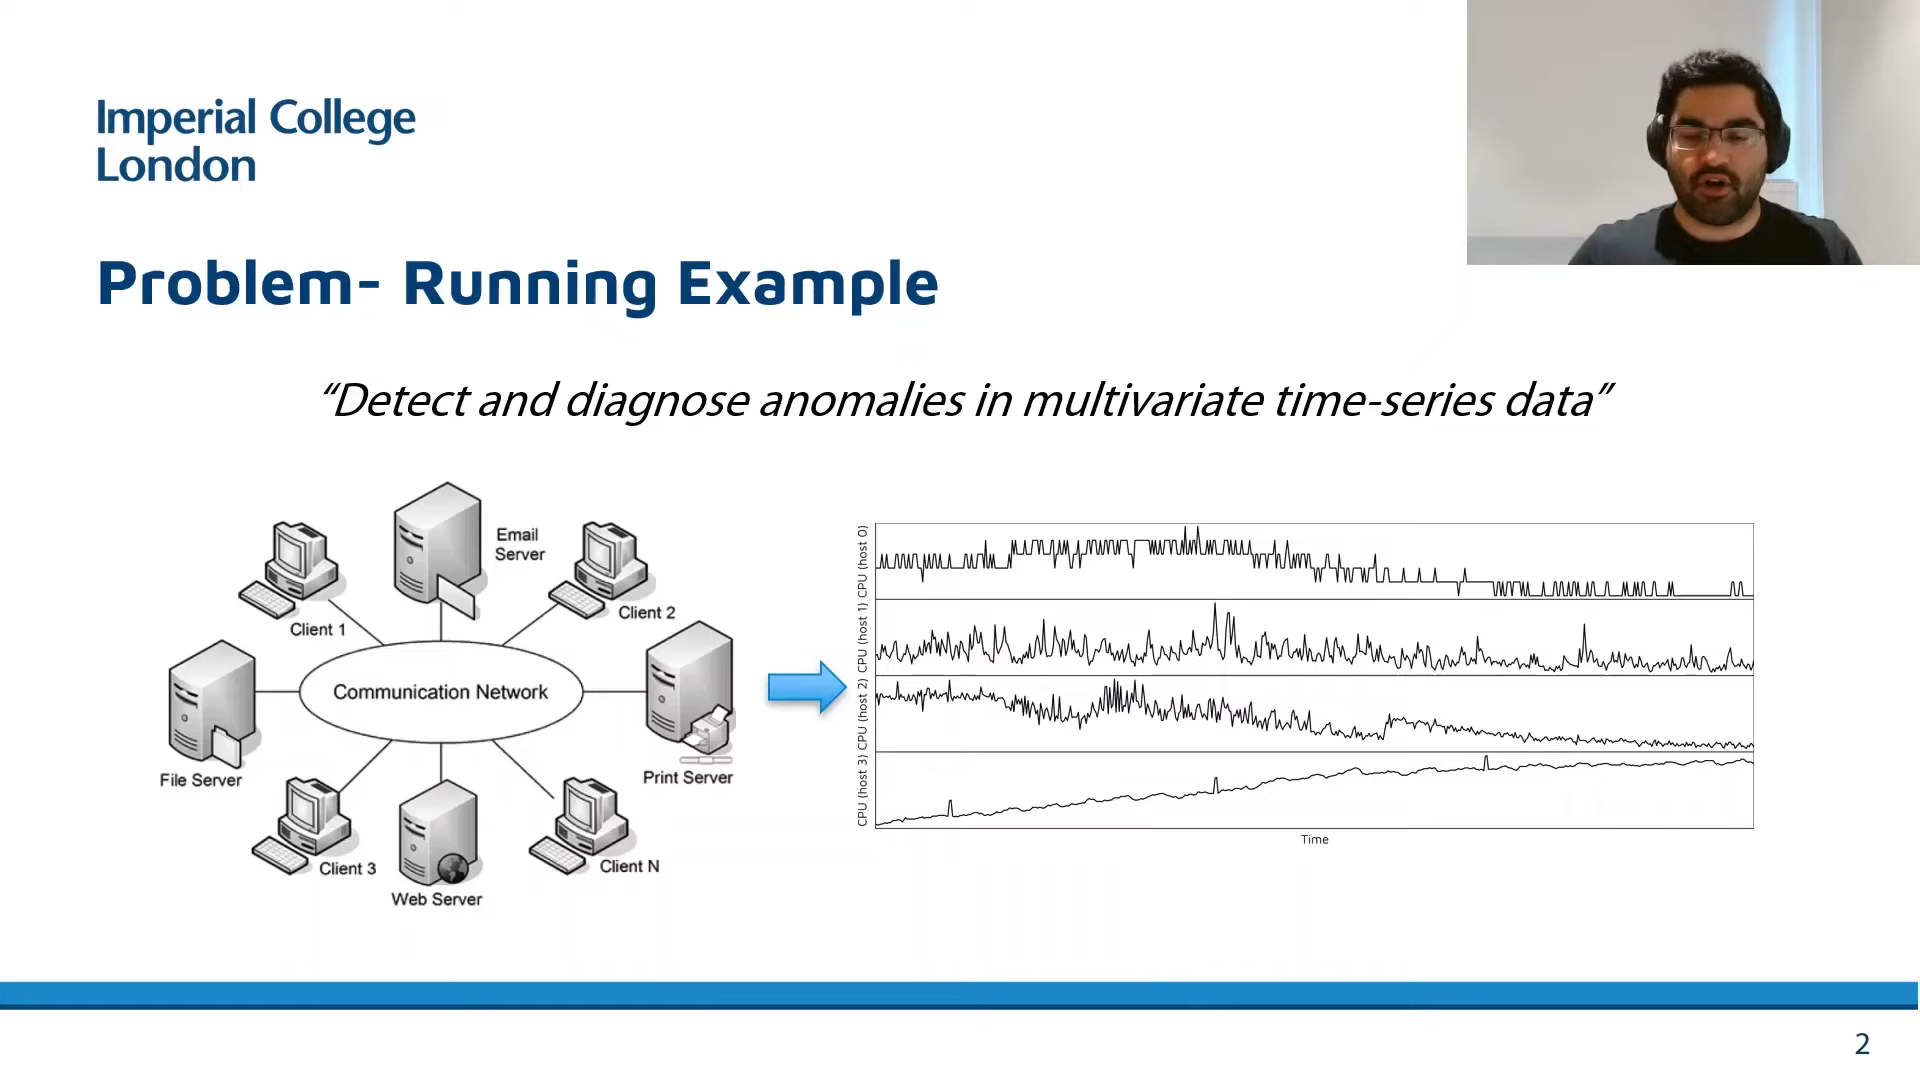 Imperial College
London
Problem- Running Example
“Detect and diagnose anomalies in multivariate time-series data”
Email
Server
Client 1
Client 2
Communication Network
File Server
Print Server
Client 3
Client N
Web Server
CPU (host 0)
CPU (host 1)
CPU (host 2)
CPU (host 3)
Time
2